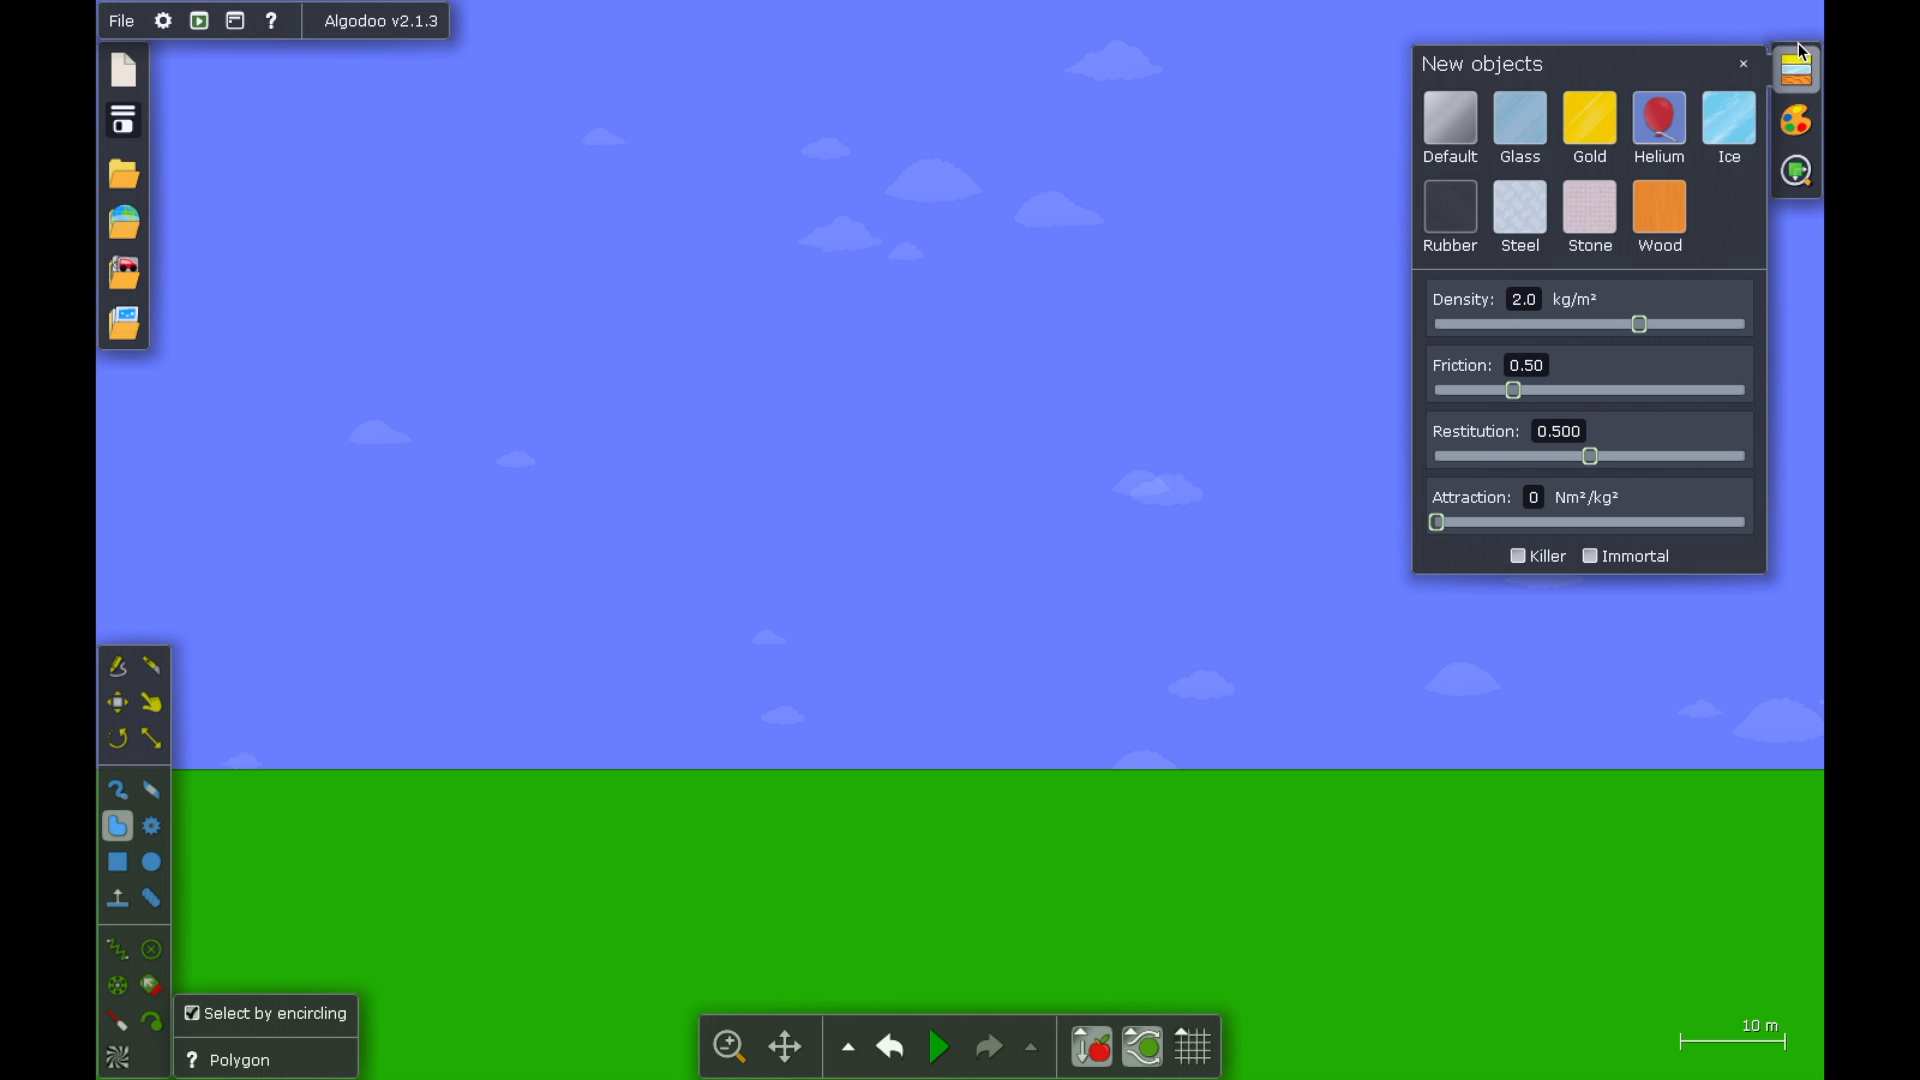 File ? Algodoo v2.1.3
New objects ×
Default Glass Gold Helium Ice
Rubber Steel Stone Wood
Density: 2.0 kg/m²
Friction: 0.50
Restitution: 0.500
Attraction: 0 Nm²/kg²
Killer Immortal
Select by encircling
? Polygon
10 m